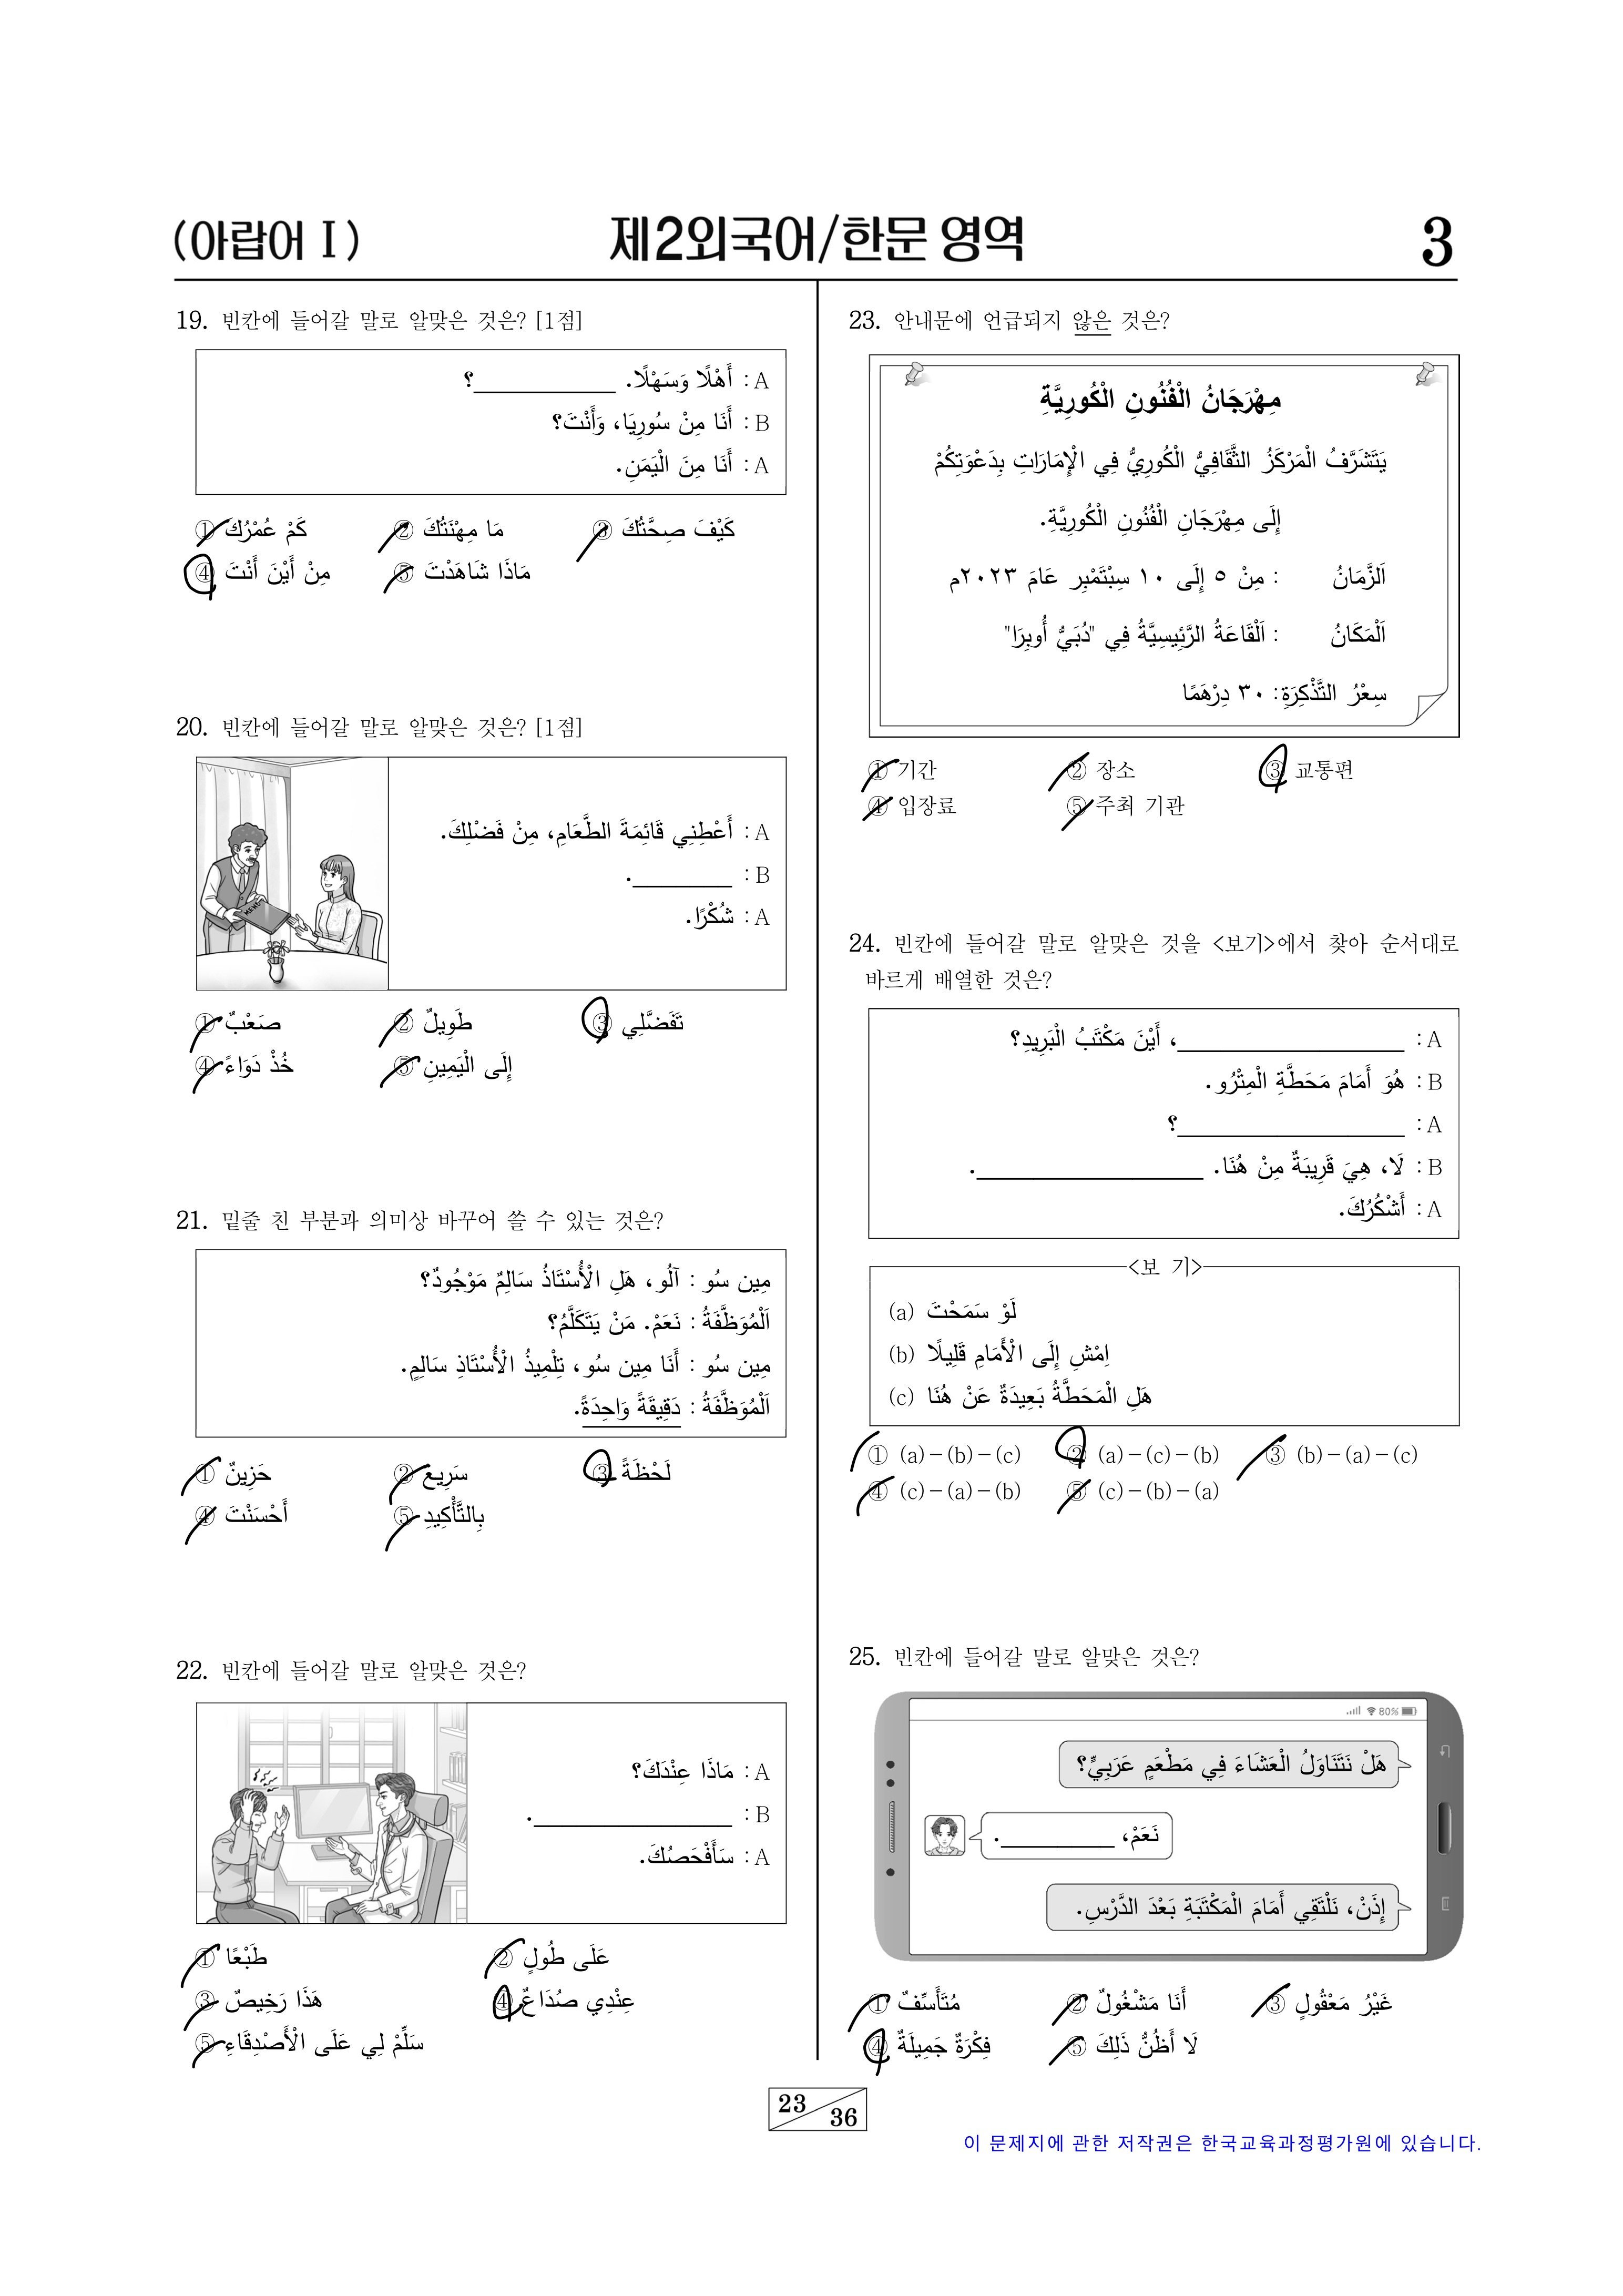 (아랍어 I)
제2외국어/한문 영역
3
19. 빈칸에 들어갈 말로 알맞은 것은? [1점]
A : أَهْلًا وَسَهْلًا. ____________؟
B : أَنَا مِنْ سُورِيَا، وَأَنْتَ؟
A : أَنَا مِنَ الْيَمَنِ.
① كَمْ عُمْرُكَ ② مَا مِهْنَتُكَ ③ كَيْفَ صِحَّتُكَ
④ مِنْ أَيْنَ أَنْتَ ⑤ مَاذَا شَاهَدْتَ
20. 빈칸에 들어갈 말로 알맞은 것은? [1점]
MENU
A : أَعْطِنِي قَائِمَةَ الطَّعَامِ، مِنْ فَضْلِكَ.
B : ________.
A : شُكْرًا.
① صَعْبٌ ② طَوِيلٌ ③ تَفَضَّلِي
④ خُذْ دَوَاءً ⑤ إِلَى الْيَمِينِ
21. 밑줄 친 부분과 의미상 바꾸어 쓸 수 있는 것은?
مِين سُو : آلُو، هَلِ الْأُسْتَاذُ سَالِمٌ مَوْجُودٌ؟
اَلْمُوَظَّفَةُ : نَعَمْ. مَنْ يَتَكَلَّمُ؟
مِين سُو : أَنَا مِين سُو، تِلْمِيذُ الْأُسْتَاذِ سَالِمٍ.
اَلْمُوَظَّفَةُ : دَقِيقَةً وَاحِدَةً.
① حَزِينٌ ② سَرِيعٌ ③ لَحْظَةً
④ أَحْسَنْتَ ⑤ بِالتَّأْكِيدِ
22. 빈칸에 들어갈 말로 알맞은 것은?
A : مَاذَا عِنْدَكَ؟
B : ________________.
A : سَأَفْحَصُكَ.
① طَبْعًا ② عَلَى طُولٍ
③ هَذَا رَخِيصٌ ④ عِنْدِي صُدَاعٌ
⑤ سَلِّمْ لِي عَلَى الْأَصْدِقَاءِ
23. 안내문에 언급되지 않은 것은?
مِهْرَجَانُ الْفُنُونِ الْكُورِيَّةِ
يَتَشَرَّفُ الْمَرْكَزُ الثَّقَافِيُّ الْكُورِيُّ فِي الْإِمَارَاتِ بِدَعْوَتِكُمْ
إِلَى مِهْرَجَانِ الْفُنُونِ الْكُورِيَّةِ.
اَلزَّمَانُ : مِنْ ٥ إِلَى ١٠ سِبْتَمْبِر عَامَ ٢٠٢٣م
اَلْمَكَانُ : اَلْقَاعَةُ الرَّئِيسِيَّةُ فِي "دُبَيُّ أُوبِرَا"
سِعْرُ التَّذْكِرَةِ : ٣٠ دِرْهَمًا
① 기간 ② 장소 ③ 교통편
④ 입장료 ⑤ 주최 기관
24. 빈칸에 들어갈 말로 알맞은 것을 <보기>에서 찾아 순서대로
바르게 배열한 것은?
A : ________________، أَيْنَ مَكْتَبُ الْبَرِيدِ؟
B : هُوَ أَمَامَ مَحَطَّةِ الْمِتْرُو.
A : ________________؟
B : لَا، هِيَ قَرِيبَةٌ مِنْ هُنَا. ________________.
A : أَشْكُرُكَ.
<보 기>
(a) لَوْ سَمَحْتَ
(b) اِمْشِ إِلَى الْأَمَامِ قَلِيلًا
(c) هَلِ الْمَحَطَّةُ بَعِيدَةٌ عَنْ هُنَا
① (a)-(b)-(c) ② (a)-(c)-(b) ③ (b)-(a)-(c)
④ (c)-(a)-(b) ⑤ (c)-(b)-(a)
25. 빈칸에 들어갈 말로 알맞은 것은?
80%
هَلْ نَتَنَاوَلُ الْعَشَاءَ فِي مَطْعَمٍ عَرَبِيٍّ؟
نَعَمْ، __________.
إِذَنْ، نَلْتَقِي أَمَامَ الْمَكْتَبَةِ بَعْدَ الدَّرْسِ.
① مُتَأَسِّفٌ ② أَنَا مَشْغُولٌ ③ غَيْرُ مَعْقُولٍ
④ فِكْرَةٌ جَمِيلَةٌ ⑤ لَا أَظُنُّ ذَلِكَ
23 36
이 문제지에 관한 저작권은 한국교육과정평가원에 있습니다.